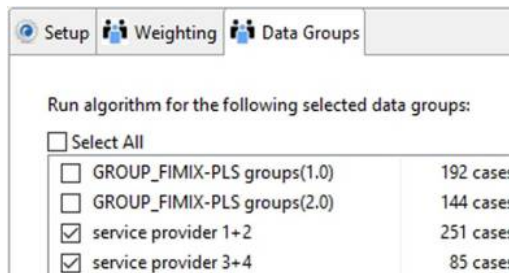 Setup Weighting Data Groups
Run algorithm for the following selected data groups:
Select All
GROUP_FIMIX-PLS groups(1.0) 192 cases
GROUP_FIMIX-PLS groups(2.0) 144 cases
service provider 1+2 251 cases
service provider 3+4 85 cases